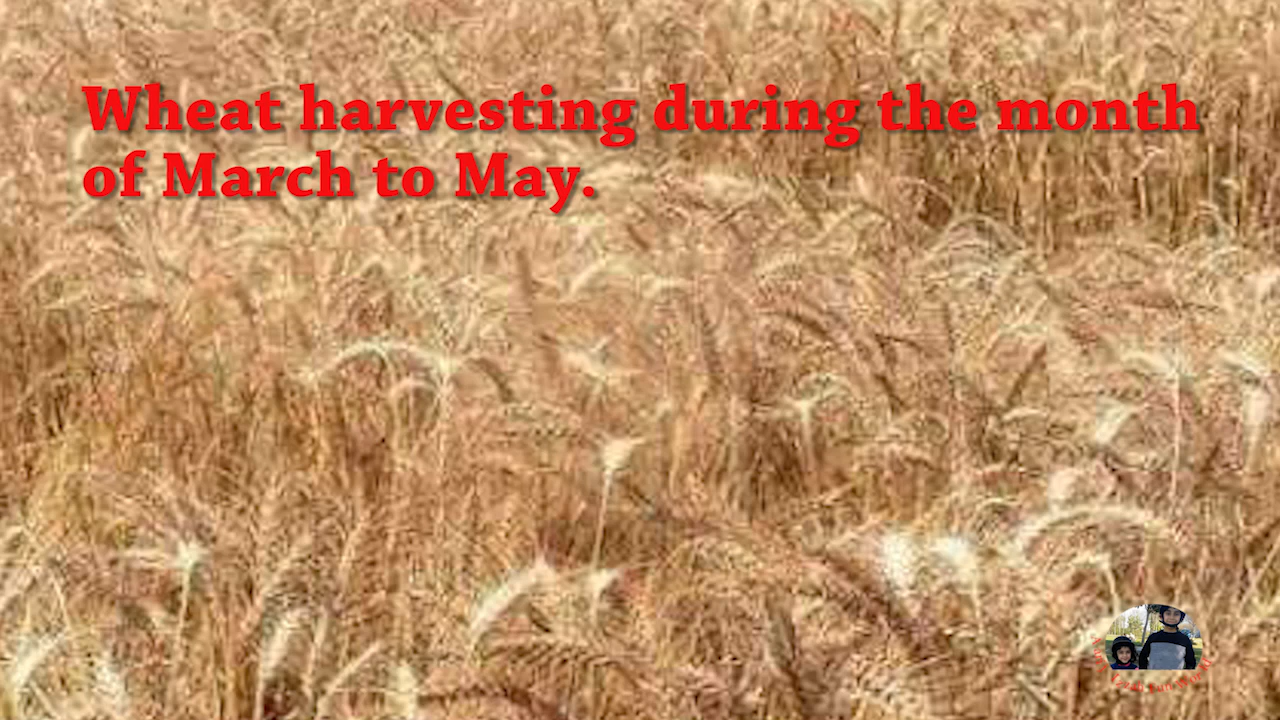 Wheat harvesting during the month
of March to May.